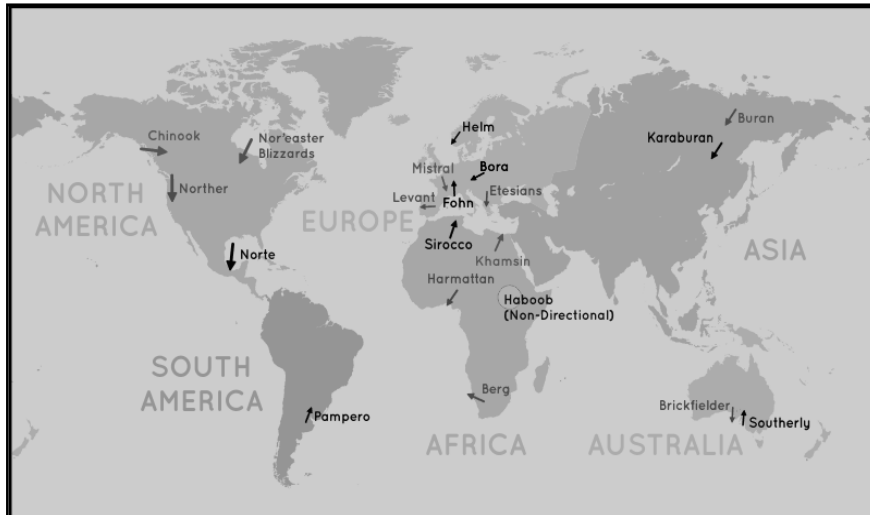 Helm
Buran
Chinook
Nor'easter
Blizzards
Karaburan
Mistral
Bora
NORTH
AMERICA
Norther
Levant
Fohn
Etesians
EUROPE
Norte
Sirocco
Khamsin
ASIA
Harmattan
Haboob
(Non-Directional)
SOUTH
AMERICA
Pampero
Berg
Brickfielder
Southerly
AFRICA
AUSTRALIA